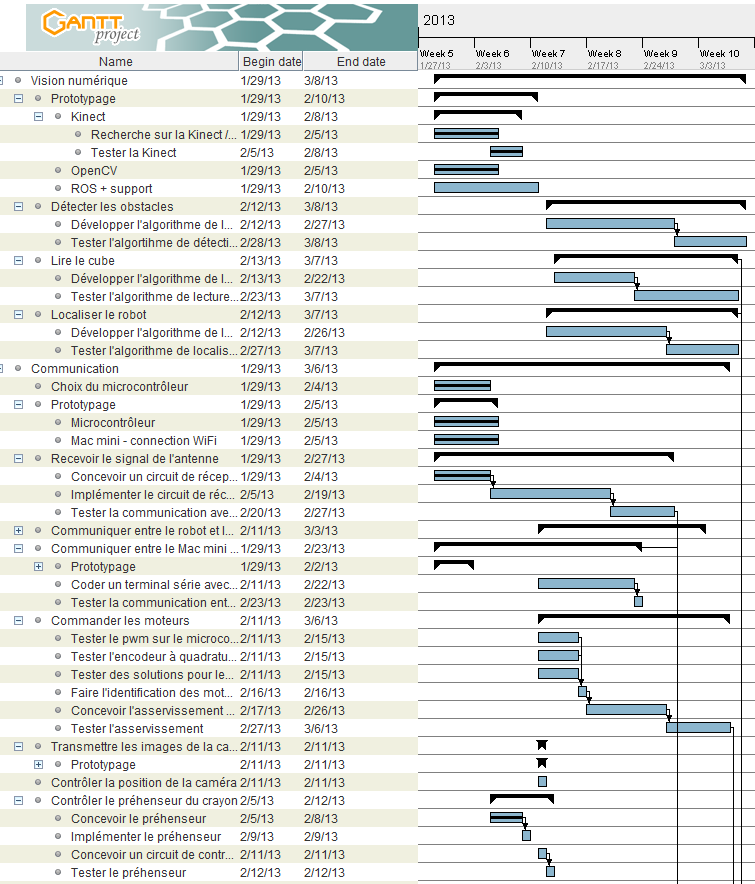 GANTT project
2013
Name Begin date End date
Week 5 Week 6 Week 7 Week 8 Week 9 Week 10
1/27/13 2/3/13 2/10/13 2/17/13 2/24/13 3/3/13
Vision numérique 1/29/13 3/8/13
Prototypage 1/29/13 2/10/13
Kinect 1/29/13 2/8/13
Recherche sur la Kinect /... 1/29/13 2/5/13
Tester la Kinect 2/5/13 2/8/13
OpenCV 1/29/13 2/5/13
ROS + support 1/29/13 2/10/13
Détecter les obstacles 2/12/13 3/8/13
Développer l'algorithme de l... 2/12/13 2/27/13
Tester l'algortihme de détecti... 2/28/13 3/8/13
Lire le cube 2/13/13 3/7/13
Développer l'algorithme de l... 2/13/13 2/22/13
Tester l'algorithme de lecture... 2/23/13 3/7/13
Localiser le robot 2/12/13 3/7/13
Développer l'algorithme de l... 2/12/13 2/26/13
Tester l'algorithme de localis... 2/27/13 3/7/13
Communication 1/29/13 3/6/13
Choix du microcontrôleur 1/29/13 2/4/13
Prototypage 1/29/13 2/5/13
Microcontrôleur 1/29/13 2/5/13
Mac mini - connection WiFi 1/29/13 2/5/13
Recevoir le signal de l'antenne 1/29/13 2/27/13
Concevoir un circuit de récep... 1/29/13 2/4/13
Implémenter le circuit de réc... 2/5/13 2/19/13
Tester la communication ave... 2/20/13 2/27/13
Communiquer entre le robot et l... 2/11/13 3/3/13
Communiquer entre le Mac mini ... 1/29/13 2/23/13
Prototypage 1/29/13 2/2/13
Coder un terminal série avec... 2/11/13 2/22/13
Tester la communication ent... 2/23/13 2/23/13
Commander les moteurs 2/11/13 3/6/13
Tester le pwm sur le microco... 2/11/13 2/15/13
Tester l'encodeur à quadratu... 2/11/13 2/15/13
Tester des solutions pour le... 2/11/13 2/15/13
Faire l'identification des mot... 2/16/13 2/16/13
Concevoir l'asservissement ... 2/17/13 2/26/13
Tester l'asservissement 2/27/13 3/6/13
Transmettre les images de la ca... 2/11/13 2/11/13
Prototypage 2/11/13 2/11/13
Contrôler la position de la caméra 2/11/13 2/11/13
Contrôler le préhenseur du crayon 2/5/13 2/12/13
Concevoir le préhenseur 2/5/13 2/8/13
Implémenter le préhenseur 2/9/13 2/9/13
Concevoir un circuit de contr... 2/11/13 2/11/13
Tester le préhenseur 2/12/13 2/12/13